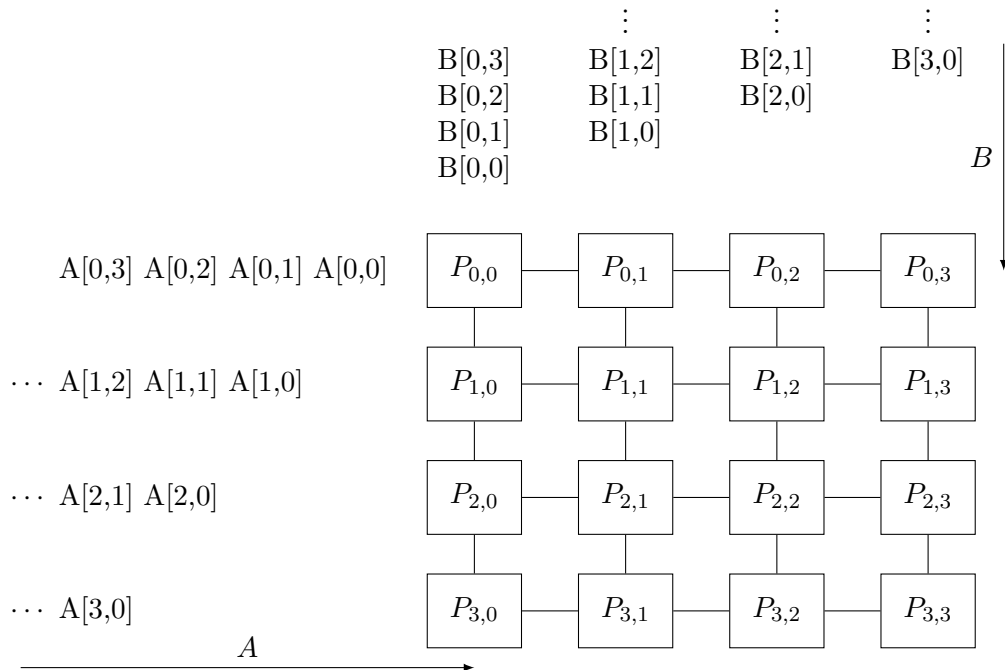 ⋮ ⋮ ⋮
B[0,3] B[1,2] B[2,1] B[3,0]
B[0,2] B[1,1] B[2,0]
B[0,1] B[1,0]
B[0,0]
B
A[0,3] A[0,2] A[0,1] A[0,0] P0,0 P0,1 P0,2 P0,3
⋯ A[1,2] A[1,1] A[1,0] P1,0 P1,1 P1,2 P1,3
⋯ A[2,1] A[2,0] P2,0 P2,1 P2,2 P2,3
⋯ A[3,0] P3,0 P3,1 P3,2 P3,3
A